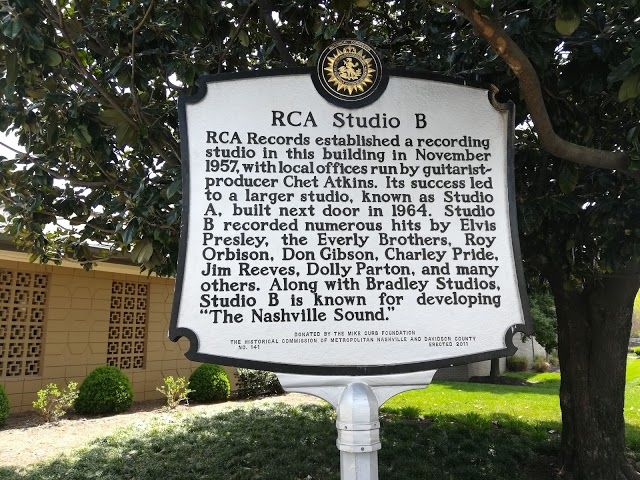 RCA Studio B
RCA Records established a recording
studio in this building in November
1957, with local offices run by guitarist-
producer Chet Atkins. Its success led
to a larger studio, known as Studio
A, built next door in 1964. Studio
B recorded numerous hits by Elvis
Presley, the Everly Brothers, Roy
Orbison, Don Gibson, Charley Pride,
Jim Reeves, Dolly Parton, and many
others. Along with Bradley Studios,
Studio B is known for developing
“The Nashville Sound.”
DONATED BY THE MIKE CURB FOUNDATION
THE HISTORICAL COMMISSION OF METROPOLITAN NASHVILLE AND DAVIDSON COUNTY
NO. 141 ERECTED 2011